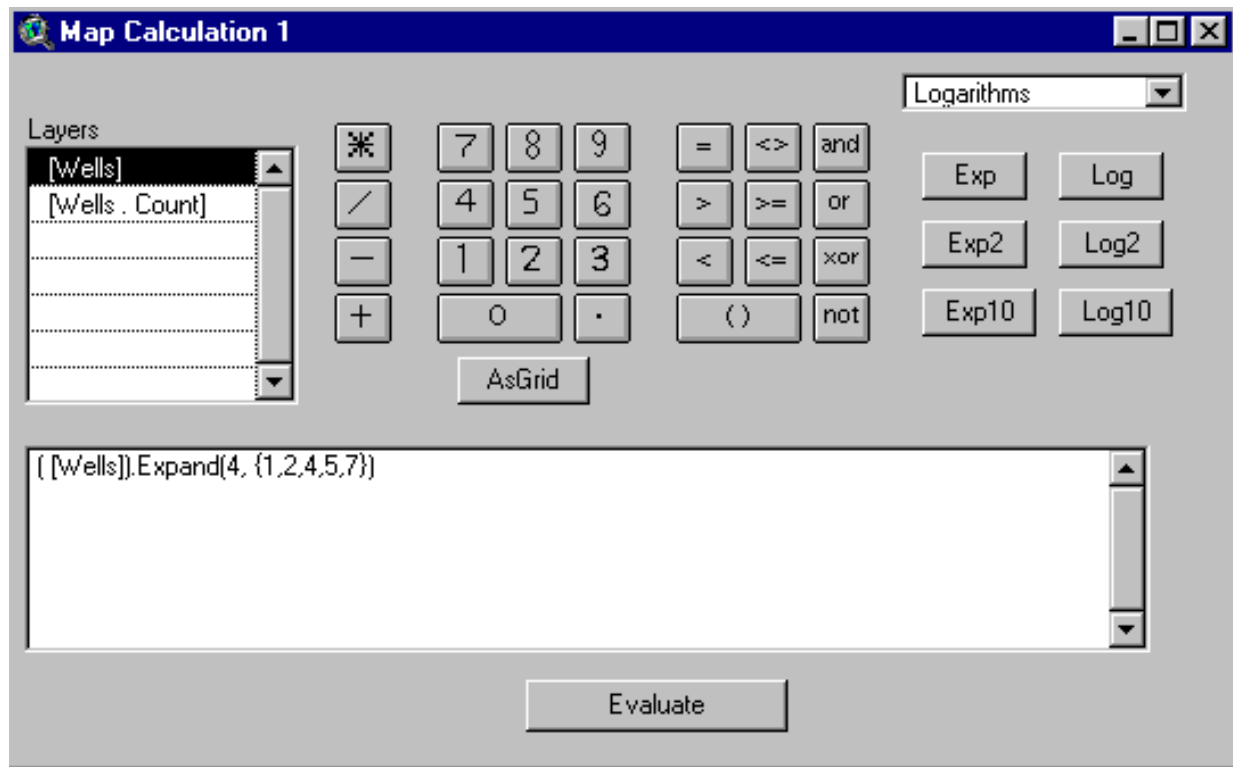 Map Calculation 1
Logarithms
Layers
[Wells]
[Wells . Count]
* 7 8 9 = <> and
/ 4 5 6 > >= or
- 1 2 3 < <= xor
+ 0 . () not
AsGrid
Exp Log
Exp2 Log2
Exp10 Log10
( [Wells]).Expand(4, {1,2,4,5,7})
Evaluate